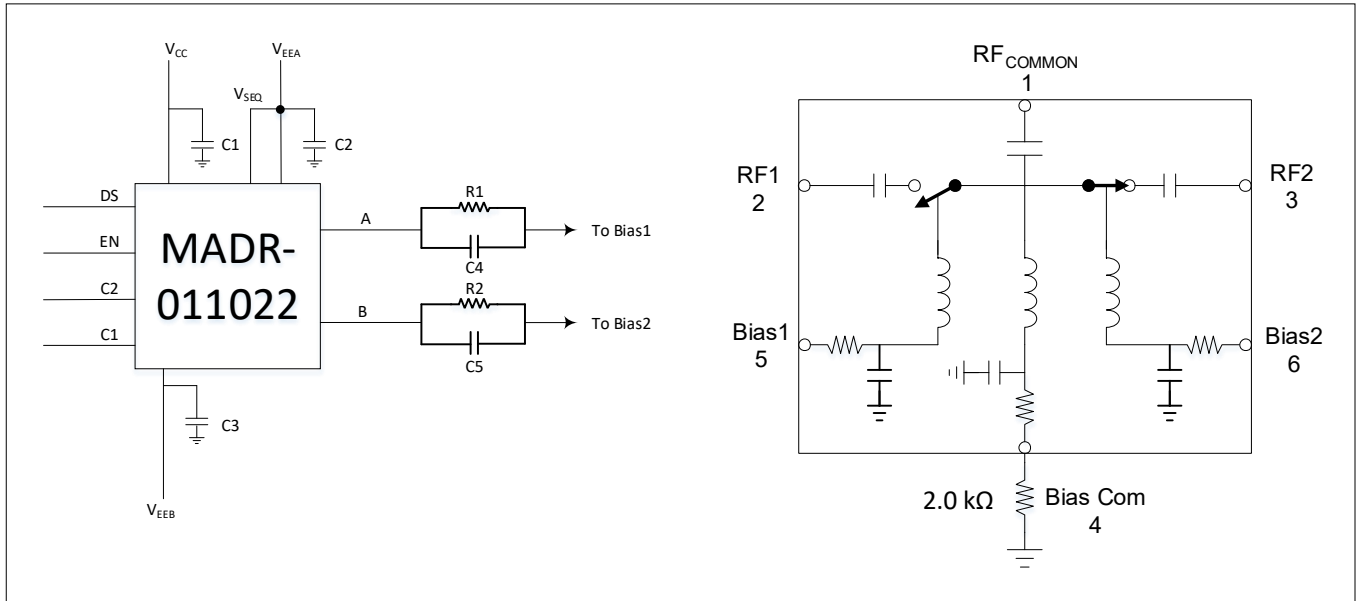 V_CC
V_EEA
V_SEQ
C1
C2
DS
EN
C2
C1
MADR-
011022
A
R1
C4
To Bias1
B
R2
C5
To Bias2
C3
V_EEB
RF_COMMON
1
RF1
2
RF2
3
Bias1
5
Bias2
6
2.0 kΩ
Bias Com
4